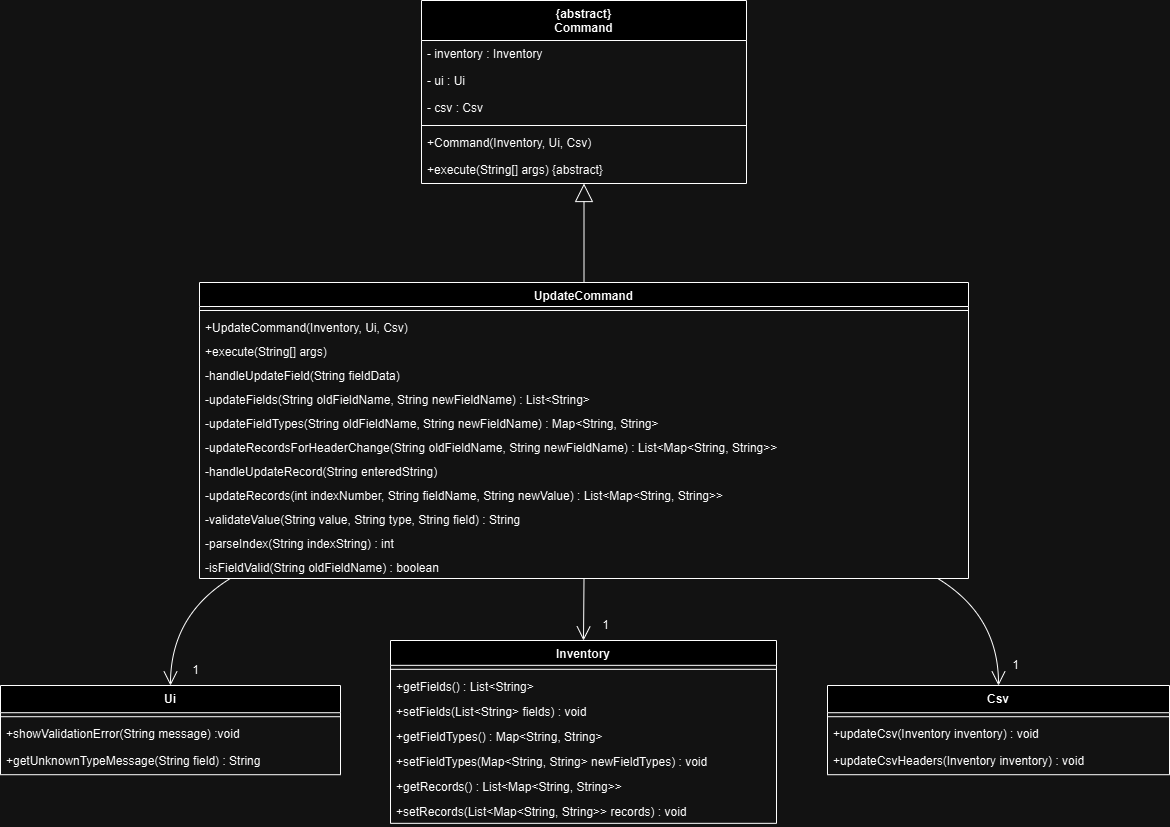 {abstract}
Command
- inventory : Inventory
- ui : Ui
- csv : Csv
+Command(Inventory, Ui, Csv)
+execute(String[] args) {abstract}
UpdateCommand
+UpdateCommand(Inventory, Ui, Csv)
+execute(String[] args)
-handleUpdateField(String fieldData)
-updateFields(String oldFieldName, String newFieldName) : List<String>
-updateFieldTypes(String oldFieldName, String newFieldName) : Map<String, String>
-updateRecordsForHeaderChange(String oldFieldName, String newFieldName) : List<Map<String, String>>
-handleUpdateRecord(String enteredString)
-updateRecords(int indexNumber, String fieldName, String newValue) : List<Map<String, String>>
-validateValue(String value, String type, String field) : String
-parseIndex(String indexString) : int
-isFieldValid(String oldFieldName) : boolean
1
1
1
Ui
+showValidationError(String message) :void
+getUnknownTypeMessage(String field) : String
Inventory
+getFields() : List<String>
+setFields(List<String> fields) : void
+getFieldTypes() : Map<String, String>
+setFieldTypes(Map<String, String> newFieldTypes) : void
+getRecords() : List<Map<String, String>>
+setRecords(List<Map<String, String>> records) : void
Csv
+updateCsv(Inventory inventory) : void
+updateCsvHeaders(Inventory inventory) : void